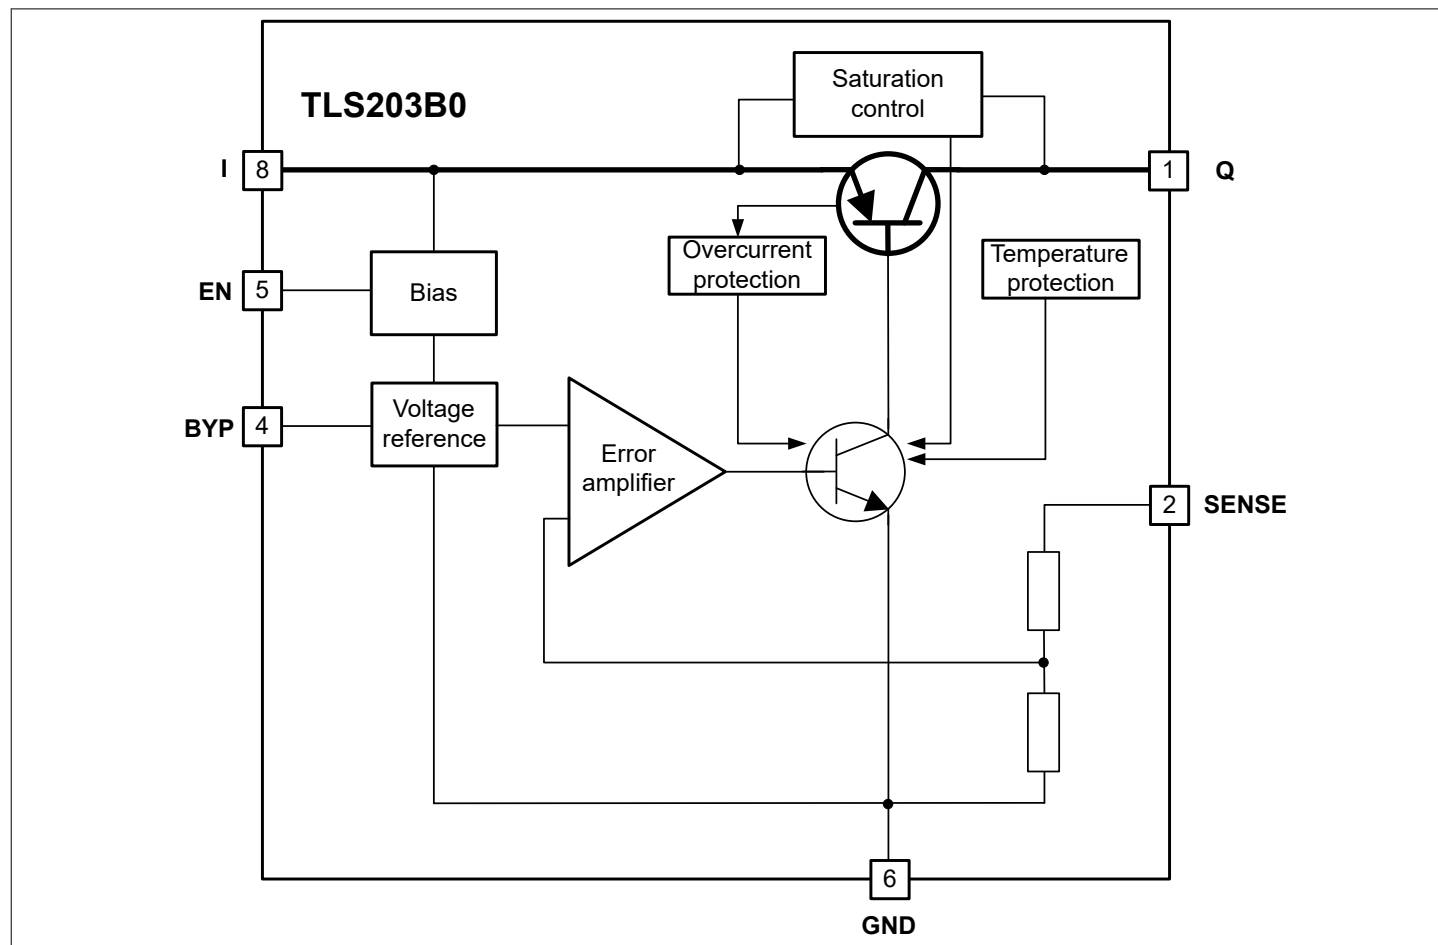 Saturation
control
TLS203B0
I
8
1
Q
Overcurrent
protection
Temperature
protection
EN
5
Bias
BYP
4
Voltage
reference
Error
amplifier
2
SENSE
6
GND